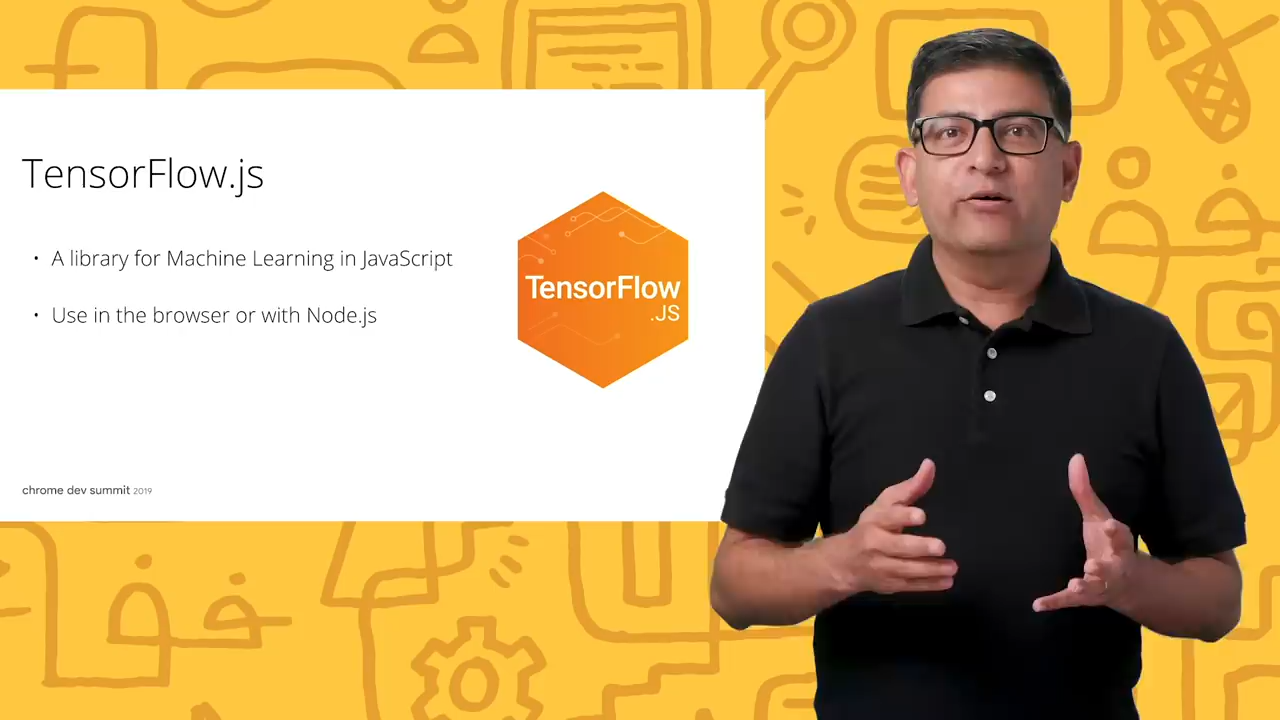 TensorFlow.js
• A library for Machine Learning in JavaScript
• Use in the browser or with Node.js
TensorFlow
.JS
chrome dev summit 2019